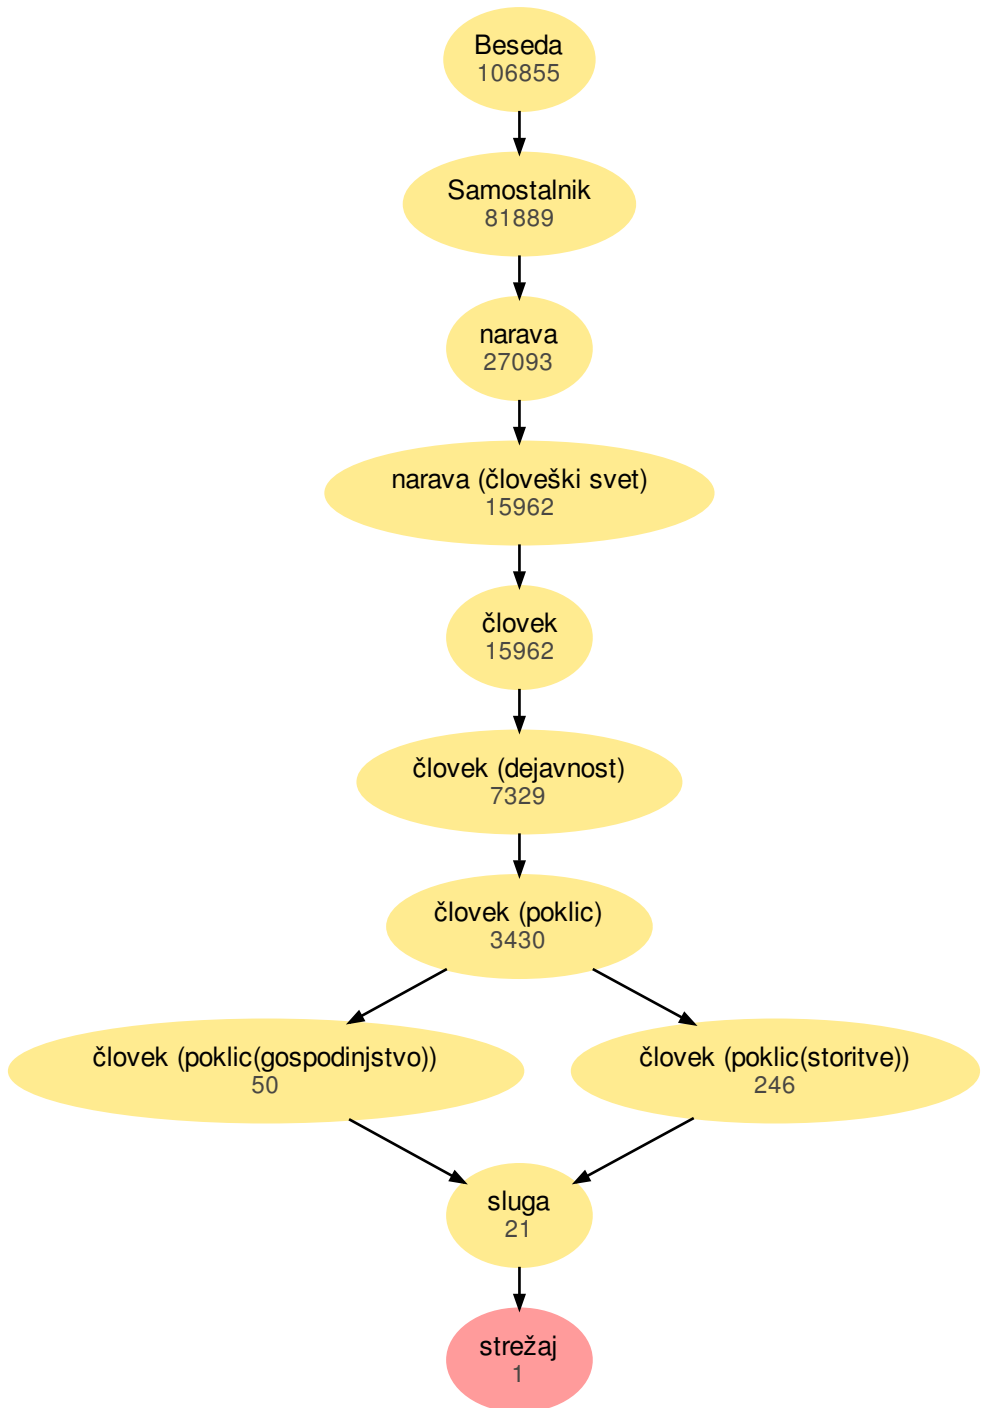 Beseda
106855
Samostalnik
81889
narava
27093
narava (človeški svet)
15962
človek
15962
človek (dejavnost)
7329
človek (poklic)
3430
človek (poklic(gospodinjstvo))
50
človek (poklic(storitve))
246
sluga
21
strežaj
1